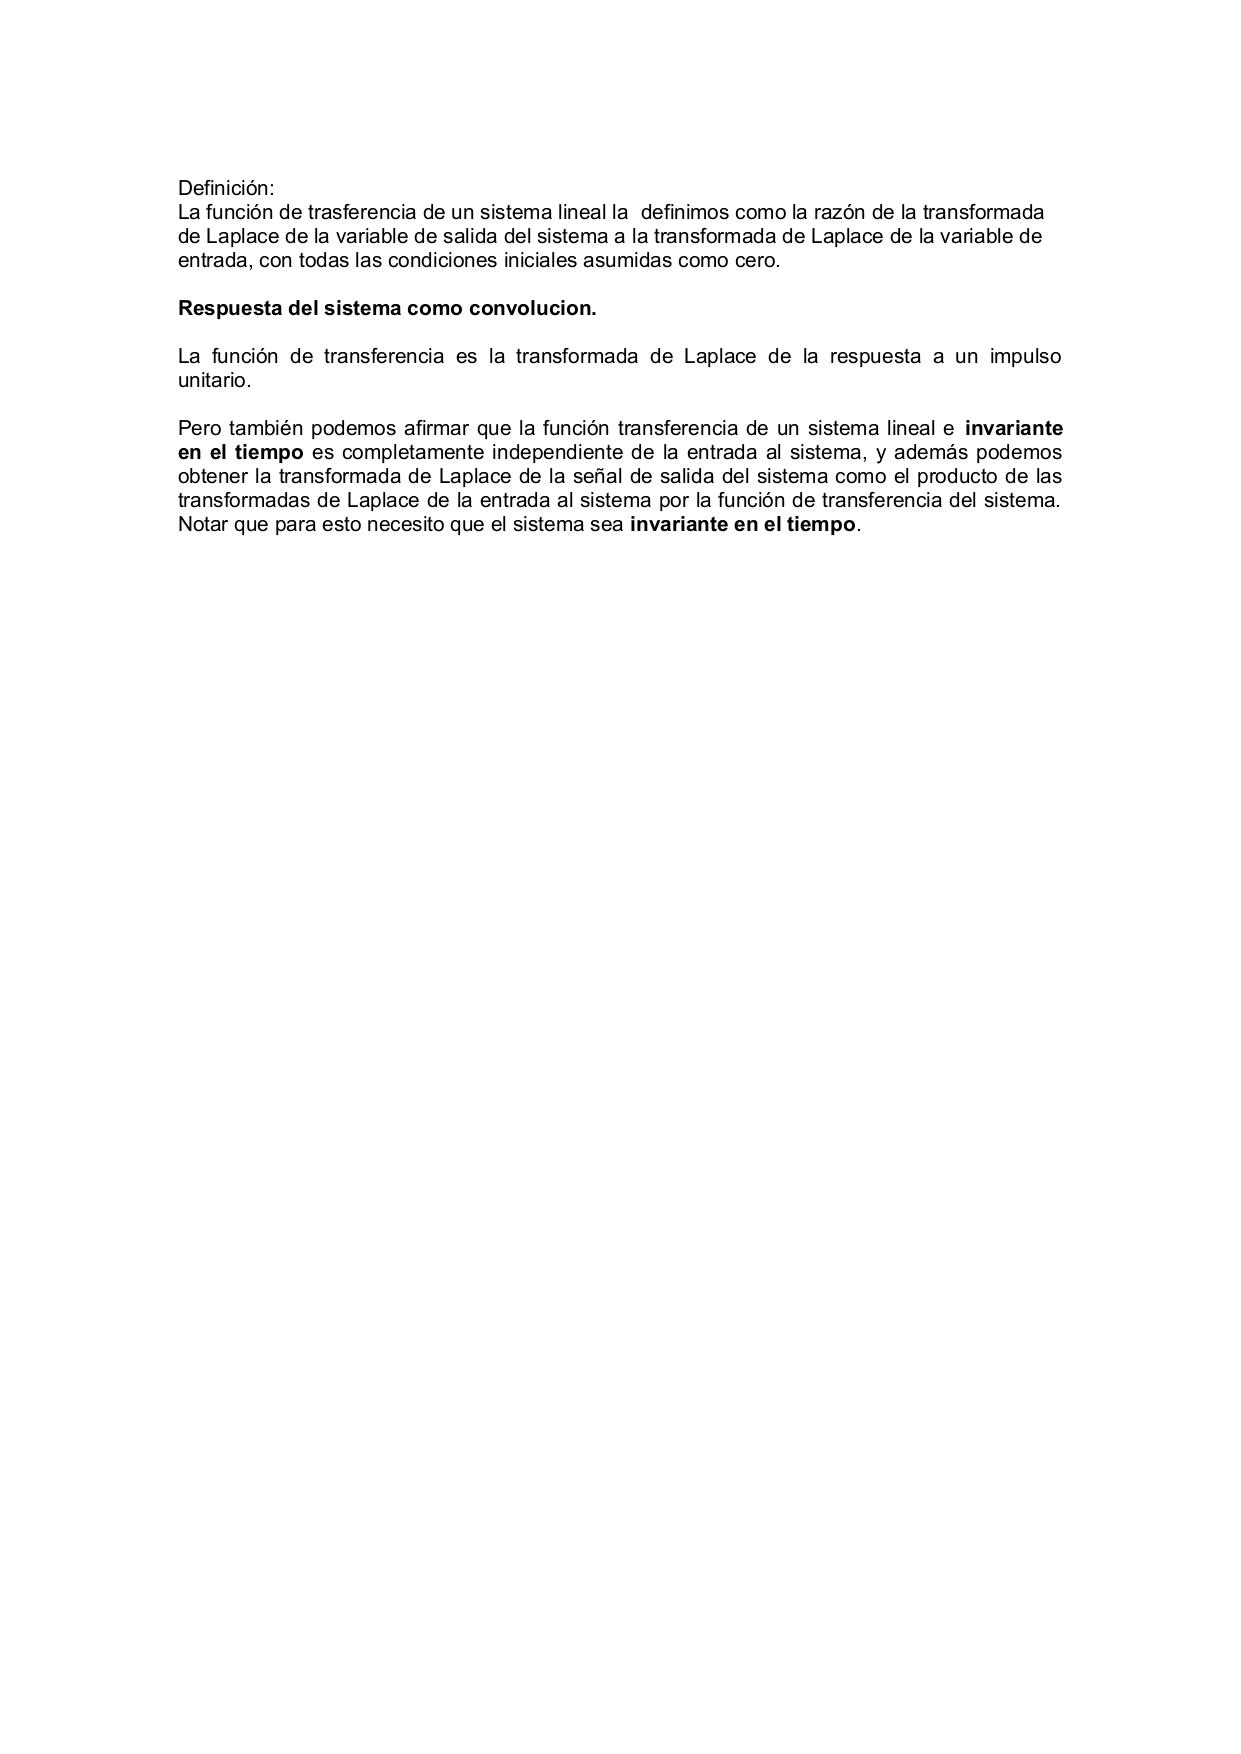 Definición:
La función de trasferencia de un sistema lineal la  definimos como la razón de la transformada
de Laplace de la variable de salida del sistema a la transformada de Laplace de la variable de
entrada, con todas las condiciones iniciales asumidas como cero.
Respuesta del sistema como convolucion.
La función de transferencia es la transformada de Laplace de la respuesta a un impulso
unitario.
Pero también podemos afirmar que la función transferencia de un sistema lineal e invariante
en el tiempo es completamente independiente de la entrada al sistema, y además podemos
obtener la transformada de Laplace de la señal de salida del sistema como el producto de las
transformadas de Laplace de la entrada al sistema por la función de transferencia del sistema.
Notar que para esto necesito que el sistema sea invariante en el tiempo.